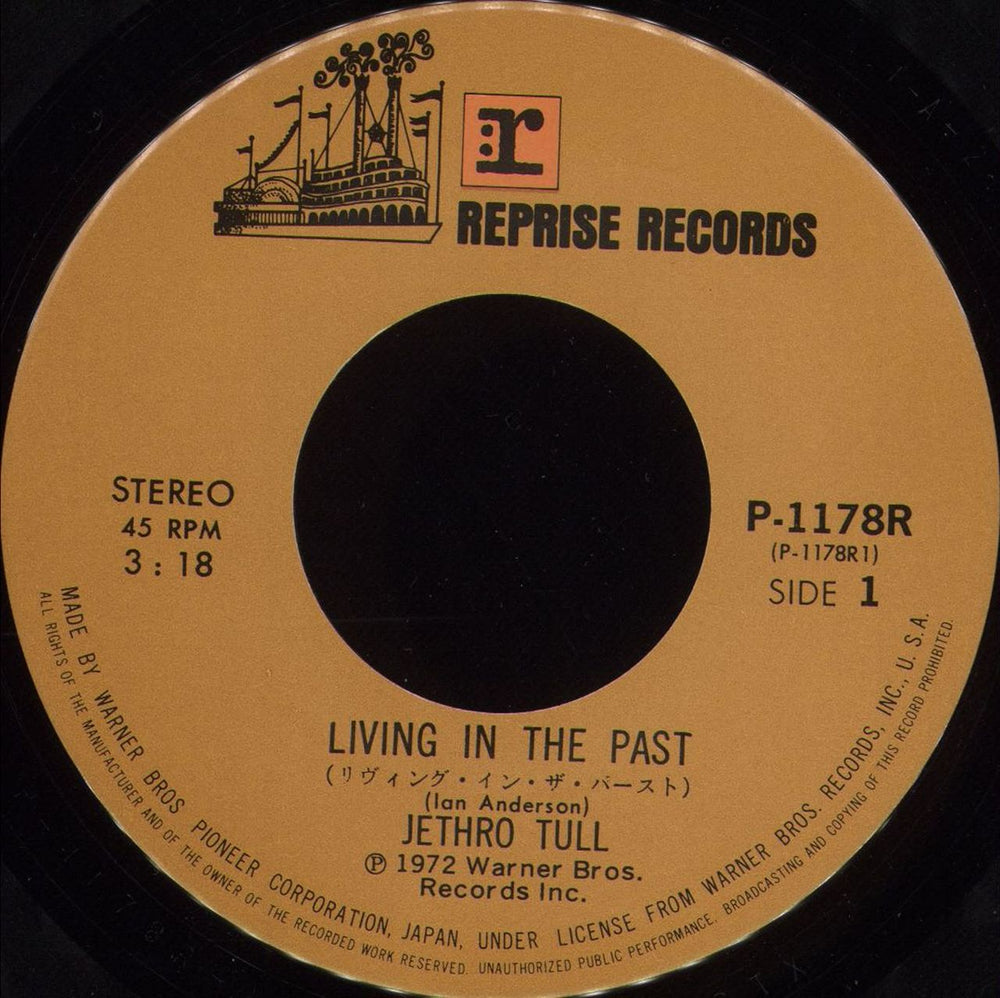 r
REPRISE RECORDS
STEREO
45 RPM
3 : 18
P-1178R
(P-1178R1)
SIDE 1
LIVING IN THE PAST
(リヴィング・イン・ザ・パースト)
(Ian Anderson)
JETHRO TULL
Ⓟ 1972 Warner Bros.
Records Inc.
MADE BY WARNER BROS PIONEER CORPORATION, JAPAN, UNDER LICENSE FROM WARNER BROS. RECORDS, INC., U. S. A.
ALL RIGHTS OF THE MANUFACTURER AND OF THE OWNER OF THE RECORDED WORK RESERVED. UNAUTHORIZED PUBLIC PERFORMANCE, BROADCASTING AND COPYING OF THIS RECORD PROHIBITED.